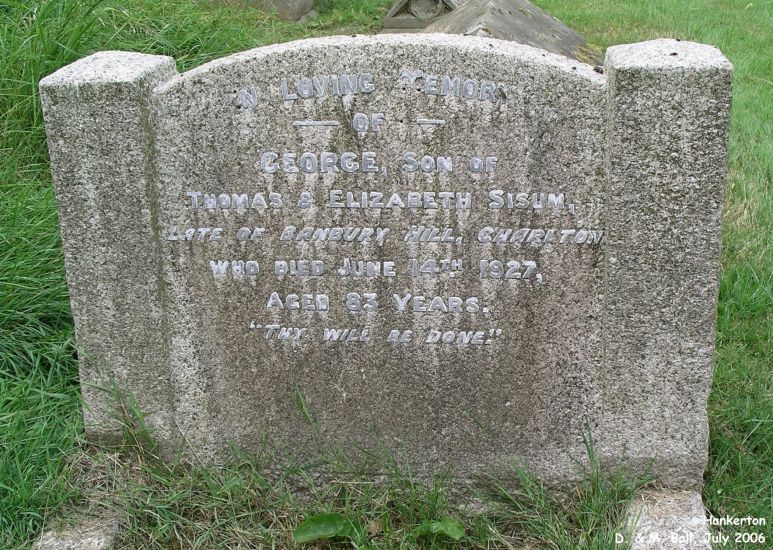 IN LOVING MEMORY
OF
GEORGE, SON OF
THOMAS & ELIZABETH SISUM,
LATE OF BANBURY HILL, CHARLTON
WHO DIED JUNE 14TH 1927,
AGED 83 YEARS.
"THY WILL BE DONE."
Hankerton
D. & M. Ball, July 2006